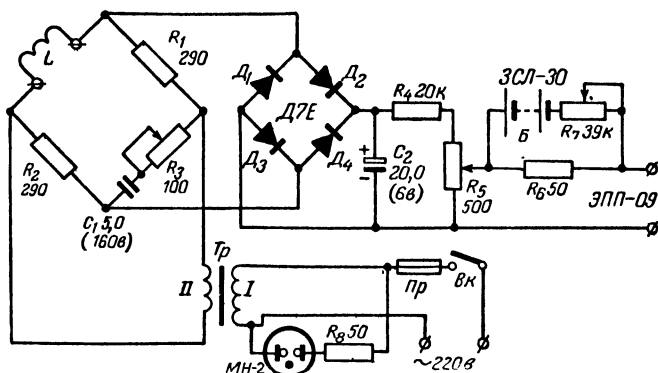 L
R1
290
R2
290
R3
100
C1 5,0
(160в)
Д1
Д2
Д7Е
Д3
Д4
+
-
C2
20,0
(6в)
R4 20к
R5
500
3СЛ-30
Б
R7 39к
R6 50
ЭПП-09
Тр
II
I
Пр
Вк
R8 50
МН-2
~220в